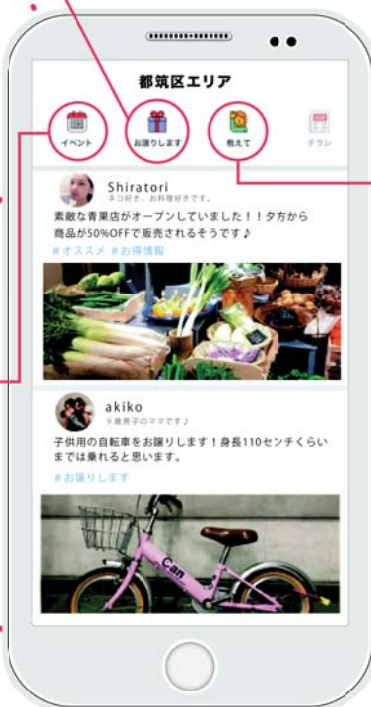 都筑区エリア
イベント お譲りします 教えて チラシ
Shiratori
ネコ好き、お料理好きです。
素敵な青果店がオープンしていました！！夕方から
商品が50%OFFで販売されるそうです♪
#オススメ #お得情報
akiko
9歳男子のママです♪
子供用の自転車をお譲りします！身長110センチくらい
までは乗れると思います。
#お譲りします
Can